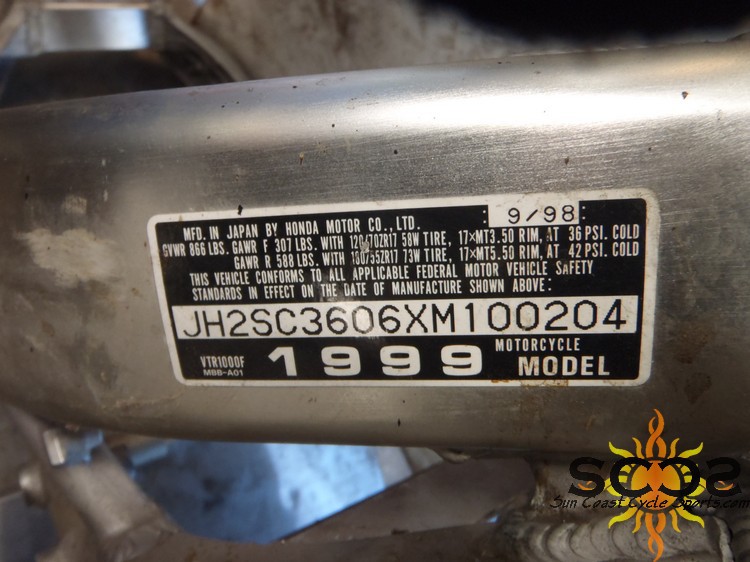 : 9/98 :
MFD. IN JAPAN BY HONDA MOTOR CO., LTD.
GVWR 866 LBS. GAWR F 307 LBS. WITH 120/70ZR17 58W TIRE, 17×MT3.50 RIM, AT 36 PSI. COLD
GAWR R 588 LBS. WITH 180/55ZR17 73W TIRE, 17×MT5.50 RIM, AT 42 PSI. COLD
THIS VEHICLE CONFORMS TO ALL APPLICABLE FEDERAL MOTOR VEHICLE SAFETY
STANDARDS IN EFFECT ON THE DATE OF MANUFACTURE SHOWN ABOVE:
JH2SC3606XM100204
VTR1000F 1999 MOTORCYCLE
MBB-A01 MODEL
SCCS
Sun Coast Cycle Sports.com